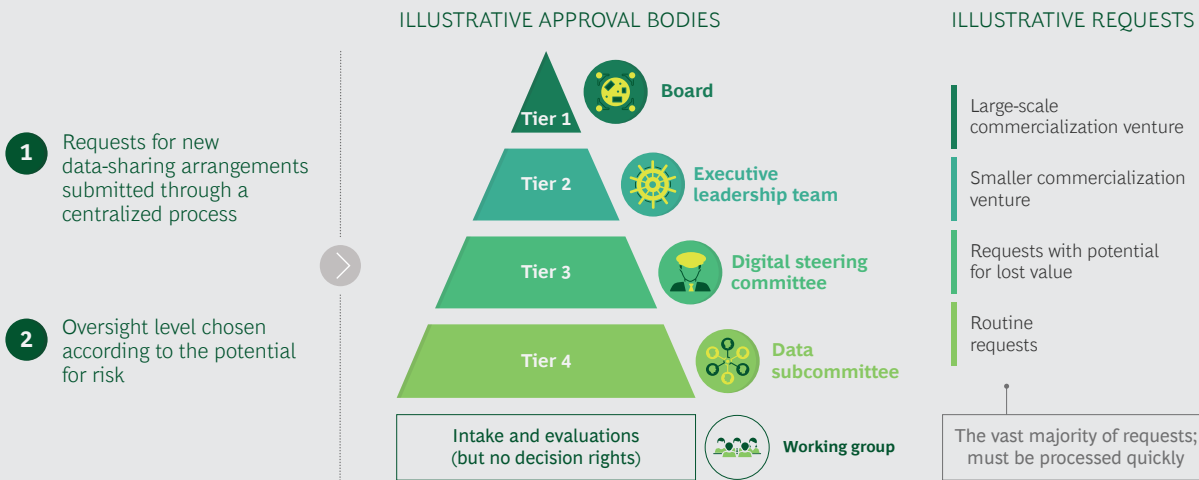 ILLUSTRATIVE APPROVAL BODIES
ILLUSTRATIVE REQUESTS
1
Requests for new
data-sharing arrangements
submitted through a
centralized process
2
Oversight level chosen
according to the potential
for risk
Tier 1
Board
Tier 2
Executive
leadership team
Tier 3
Digital steering
committee
Tier 4
Data
subcommittee
Intake and evaluations
(but no decision rights)
Working group
Large-scale
commercialization venture
Smaller commercialization
venture
Requests with potential
for lost value
Routine
requests
The vast majority of requests;
must be processed quickly